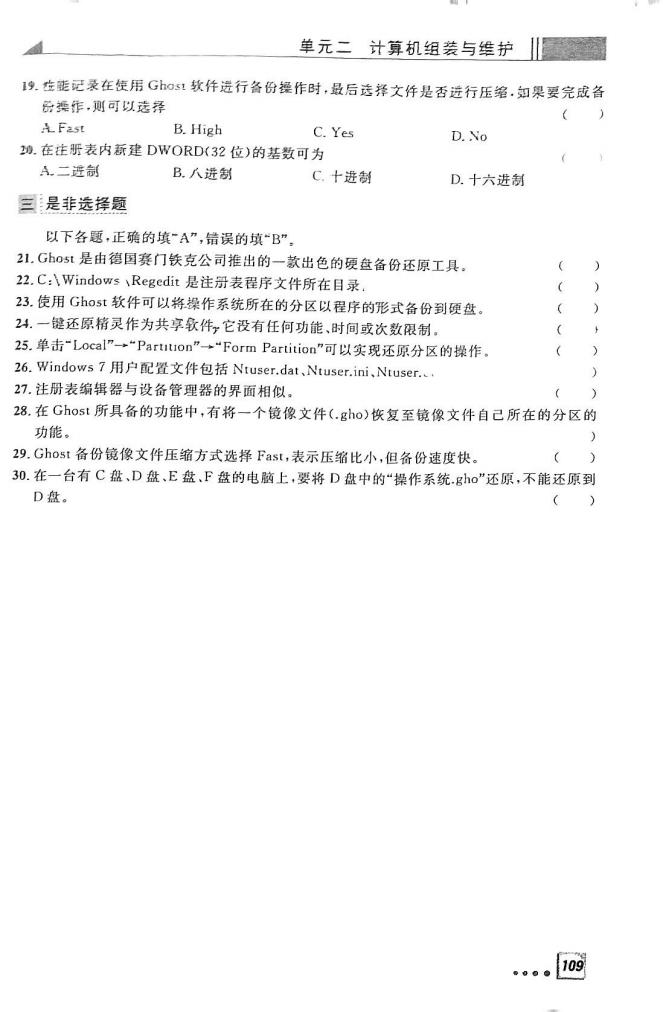 单元二 计算机组装与维护
19. 性能记录在使用 Ghost 软件进行备份操作时,最后选择文件是否进行压缩.如果要完成备
份操作,则可以选择 ( )
A. Fast B. High C. Yes D. No
20. 在注册表内新建 DWORD(32 位)的基数可为 ( )
A. 二进制 B. 八进制 C. 十进制 D. 十六进制
三 是非选择题
以下各题,正确的填“A”,错误的填“B”。
21. Ghost 是由德国赛门铁克公司推出的一款出色的硬盘备份还原工具。 ( )
22. C:\Windows \Regedit 是注册表程序文件所在目录. ( )
23. 使用 Ghost 软件可以将操作系统所在的分区以程序的形式备份到硬盘。 ( )
24. 一键还原精灵作为共享软件,它没有任何功能、时间或次数限制。 (
25. 单击“Local”→“Partition”→“Form Partition”可以实现还原分区的操作。 ( )
26. Windows 7 用户配置文件包括 Ntuser.dat、Ntuser.ini、Ntuser. )
27. 注册表编辑器与设备管理器的界面相似。 ( )
28. 在 Ghost 所具备的功能中,有将一个镜像文件(.gho)恢复至镜像文件自己所在的分区的
功能。 )
29. Ghost 备份镜像文件压缩方式选择 Fast,表示压缩比小,但备份速度快。 ( )
30. 在一台有 C 盘、D 盘、E 盘、F 盘的电脑上,要将 D 盘中的“操作系统.gho”还原,不能还原到
D 盘。 ( )
109